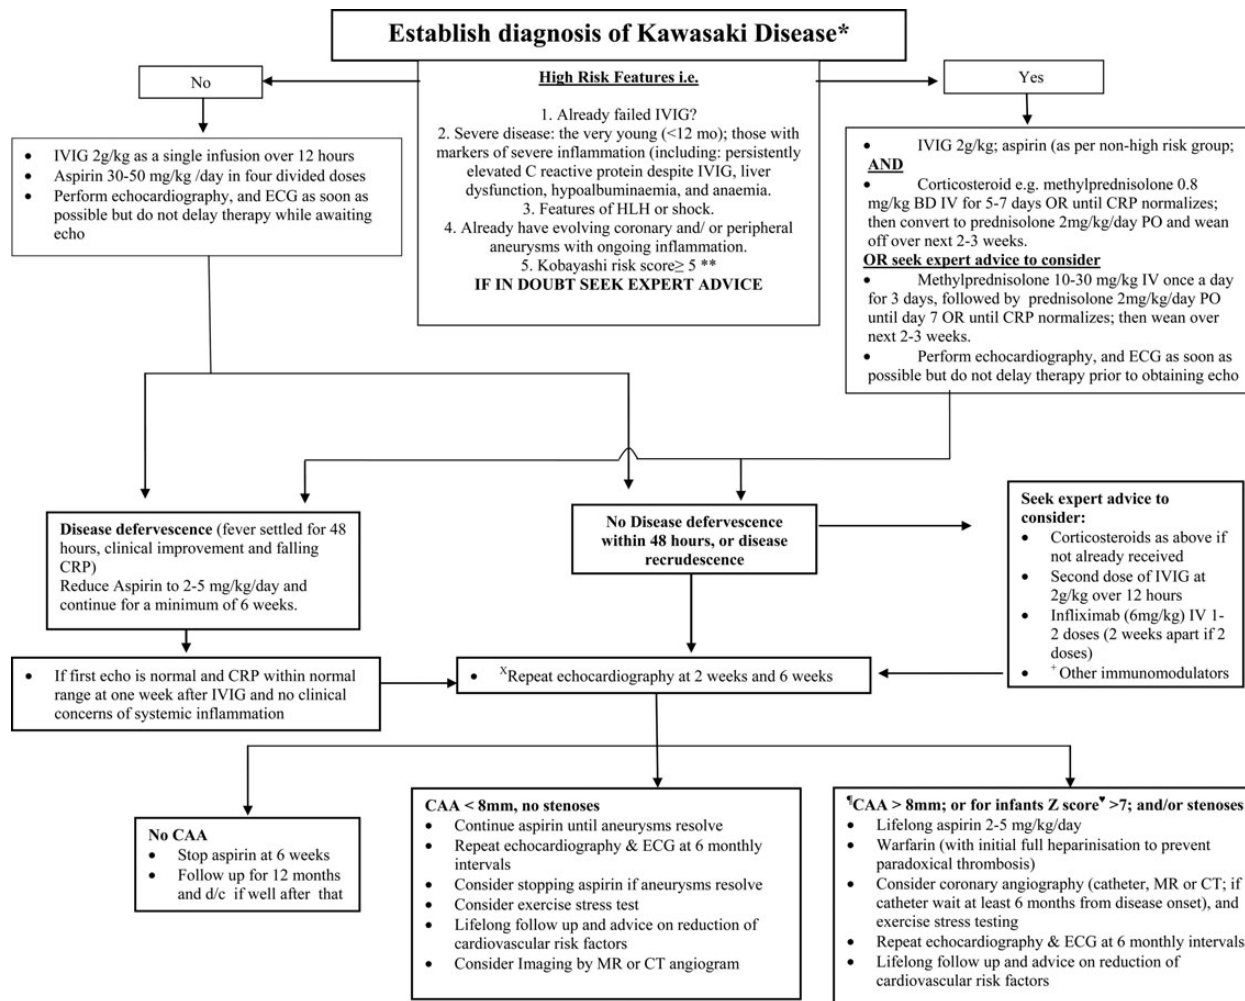 Establish diagnosis of Kawasaki Disease*
No
High Risk Features i.e.
1. Already failed IVIG?
2. Severe disease: the very young (<12 mo); those with
markers of severe inflammation (including: persistently
elevated C reactive protein despite IVIG, liver
dysfunction, hypoalbuminaemia, and anaemia.
3. Features of HLH or shock.
4. Already have evolving coronary and/ or peripheral
aneurysms with ongoing inflammation.
5. Kobayashi risk score≥ 5 **
IF IN DOUBT SEEK EXPERT ADVICE
Yes
• IVIG 2g/kg as a single infusion over 12 hours
• Aspirin 30-50 mg/kg /day in four divided doses
• Perform echocardiography, and ECG as soon as
possible but do not delay therapy while awaiting
echo
• IVIG 2g/kg; aspirin (as per non-high risk group;
AND
• Corticosteroid e.g. methylprednisolone 0.8
mg/kg BD IV for 5-7 days OR until CRP normalizes;
then convert to prednisolone 2mg/kg/day PO and wean
off over next 2-3 weeks.
OR seek expert advice to consider
• Methylprednisolone 10-30 mg/kg IV once a day
for 3 days, followed by prednisolone 2mg/kg/day PO
until day 7 OR until CRP normalizes; then wean over
next 2-3 weeks.
• Perform echocardiography, and ECG as soon as
possible but do not delay therapy prior to obtaining echo
Disease defervescence (fever settled for 48
hours, clinical improvement and falling
CRP)
Reduce Aspirin to 2-5 mg/kg/day and
continue for a minimum of 6 weeks.
No Disease defervescence
within 48 hours, or disease
recrudescence
Seek expert advice to
consider:
• Corticosteroids as above if
not already received
• Second dose of IVIG at
2g/kg over 12 hours
• Infliximab (6mg/kg) IV 1-
2 doses (2 weeks apart if 2
doses)
• + Other immunomodulators
• If first echo is normal and CRP within normal
range at one week after IVIG and no clinical
concerns of systemic inflammation
• XRepeat echocardiography at 2 weeks and 6 weeks
No CAA
• Stop aspirin at 6 weeks
• Follow up for 12 months
and d/c if well after that
CAA < 8mm, no stenoses
• Continue aspirin until aneurysms resolve
• Repeat echocardiography & ECG at 6 monthly
intervals
• Consider stopping aspirin if aneurysms resolve
• Consider exercise stress test
• Lifelong follow up and advice on reduction of
cardiovascular risk factors
• Consider Imaging by MR or CT angiogram
¶CAA > 8mm; or for infants Z score♥ >7; and/or stenoses
• Lifelong aspirin 2-5 mg/kg/day
• Warfarin (with initial full heparinisation to prevent
paradoxical thrombosis)
• Consider coronary angiography (catheter, MR or CT; if
catheter wait at least 6 months from disease onset), and
exercise stress testing
• Repeat echocardiography & ECG at 6 monthly intervals
• Lifelong follow up and advice on reduction of
cardiovascular risk factors